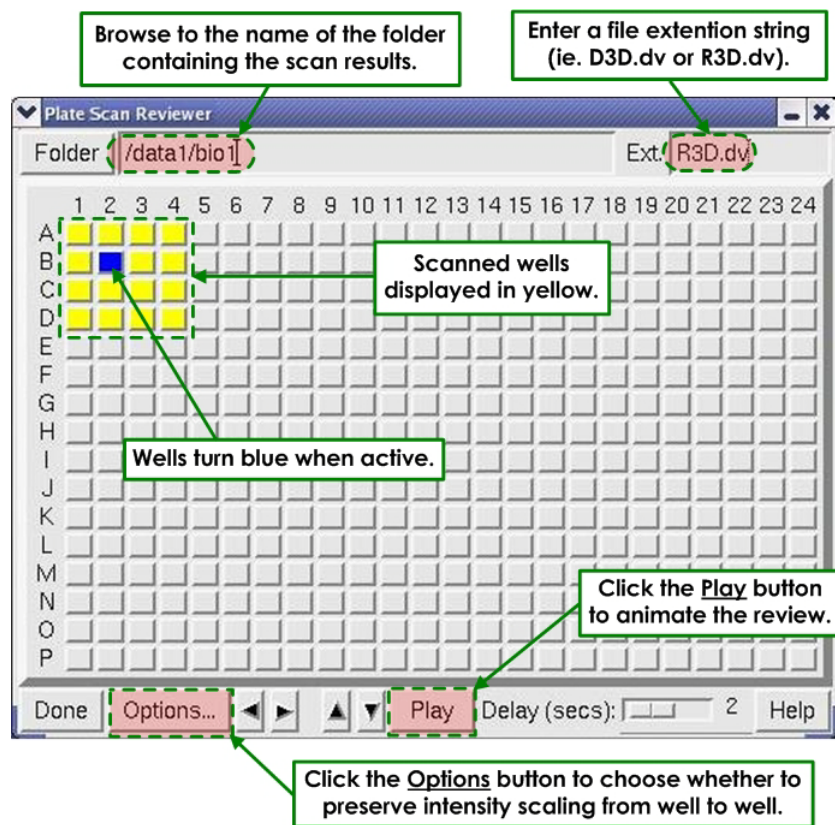 Browse to the name of the folder
containing the scan results.
Enter a file extention string
(ie. D3D.dv or R3D.dv).
Plate Scan Reviewer
Folder /data1/bio1 Ext. R3D.dv
1 2 3 4 5 6 7 8 9 10 11 12 13 14 15 16 17 18 19 20 21 22 23 24
A
B
C
D
E
F
G
H
I
J
K
L
M
N
O
P
Scanned wells
displayed in yellow.
Wells turn blue when active.
Click the Play button
to animate the review.
Done Options... Play Delay (secs): 2 Help
Click the Options button to choose whether to
preserve intensity scaling from well to well.